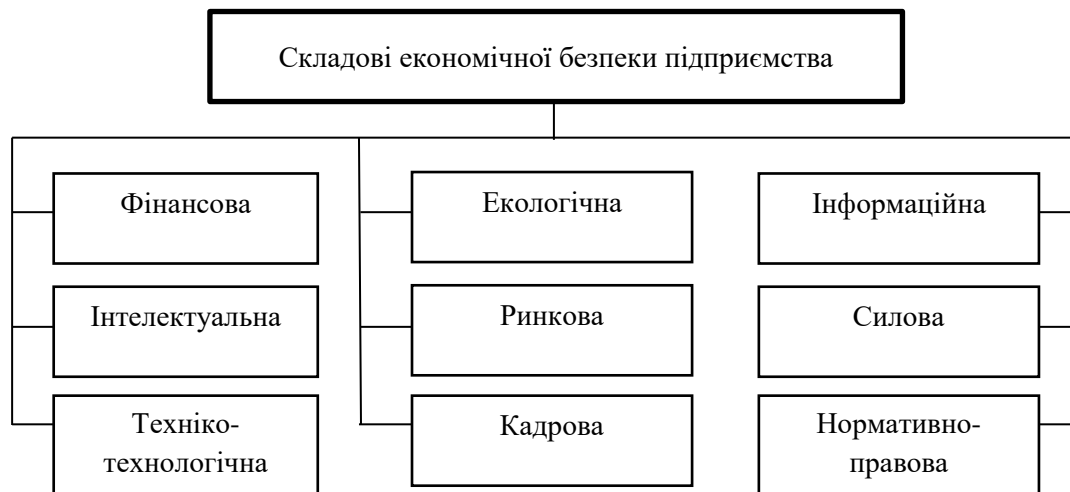 Складові економічної безпеки підприємства
Фінансова
Екологічна
Інформаційна
Інтелектуальна
Ринкова
Силова
Техніко-
технологічна
Кадрова
Нормативно-
правова